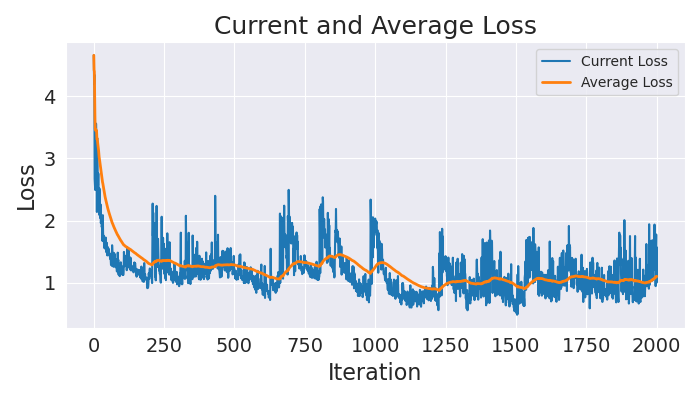 Current and Average Loss
Current Loss
Average Loss
Loss
4
3
2
1
0 250 500 750 1000 1250 1500 1750 2000
Iteration